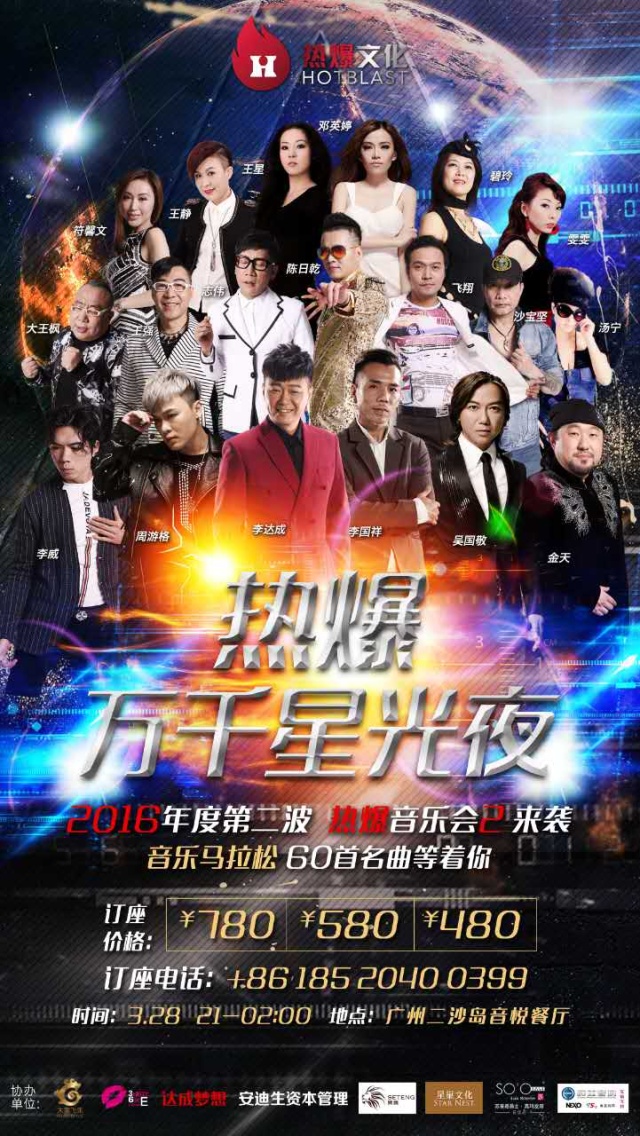 热爆文化
HOTBLAST
邓英婷
王星
碧玲
王静
符馨文
雯雯
陈日乾
志伟
飞翔
大王枫
王强
沙宝坚
汤宁
李威
周游格
李达成
李国祥
吴国敬
金天
热爆
万千星光夜
2016年度第二波 热爆音乐会2来袭
音乐马拉松 60首名曲等着你
订座价格: ¥780 ¥580 ¥480
订座电话: +86 185 2040 0399
时间: 3.28 21-02:00 地点: 广州二沙岛音悦餐厅
协办单位:
达成梦想
安迪生资本管理
SETENG
星巢文化
STAR NEST
SO'O
NEXO